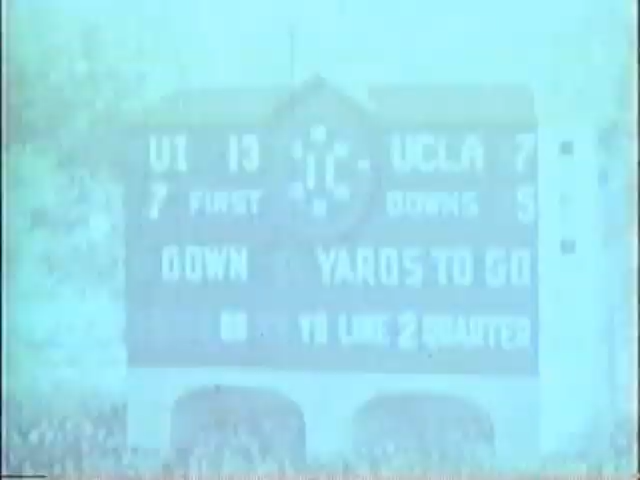 UI 13 UCLA 7
7 FIRST DOWNS 5
DOWN YARDS TO GO
YD LINE 2 QUARTER